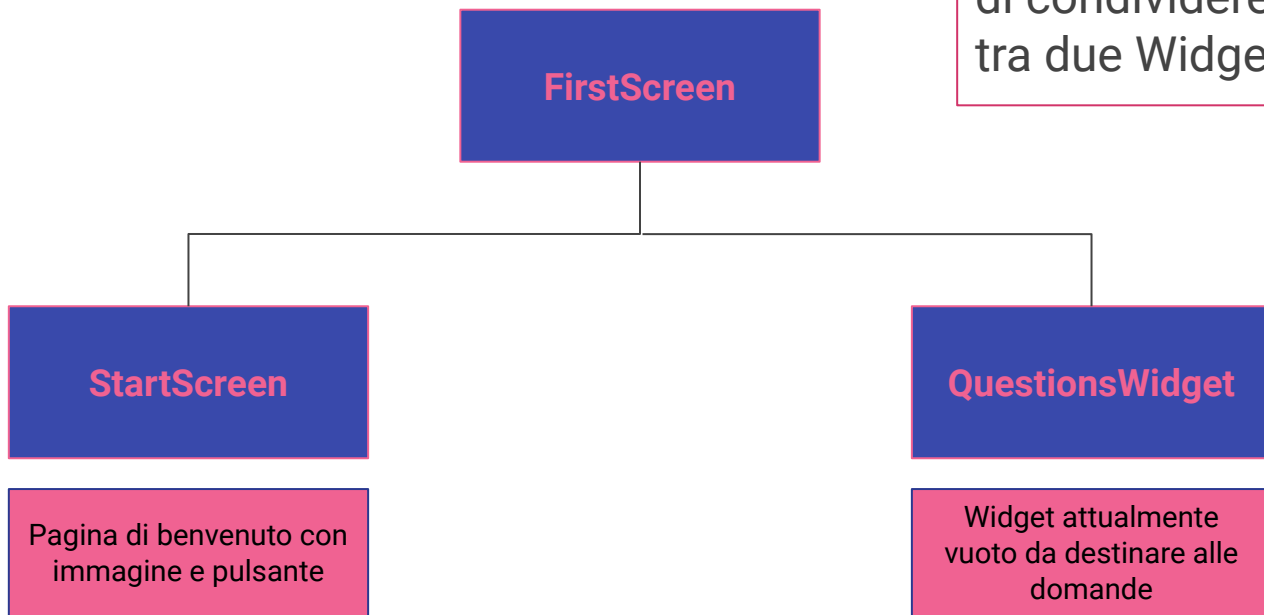 di condividere
tra due Widge
FirstScreen
StartScreen
QuestionsWidget
Pagina di benvenuto con
immagine e pulsante
Widget attualmente
vuoto da destinare alle
domande